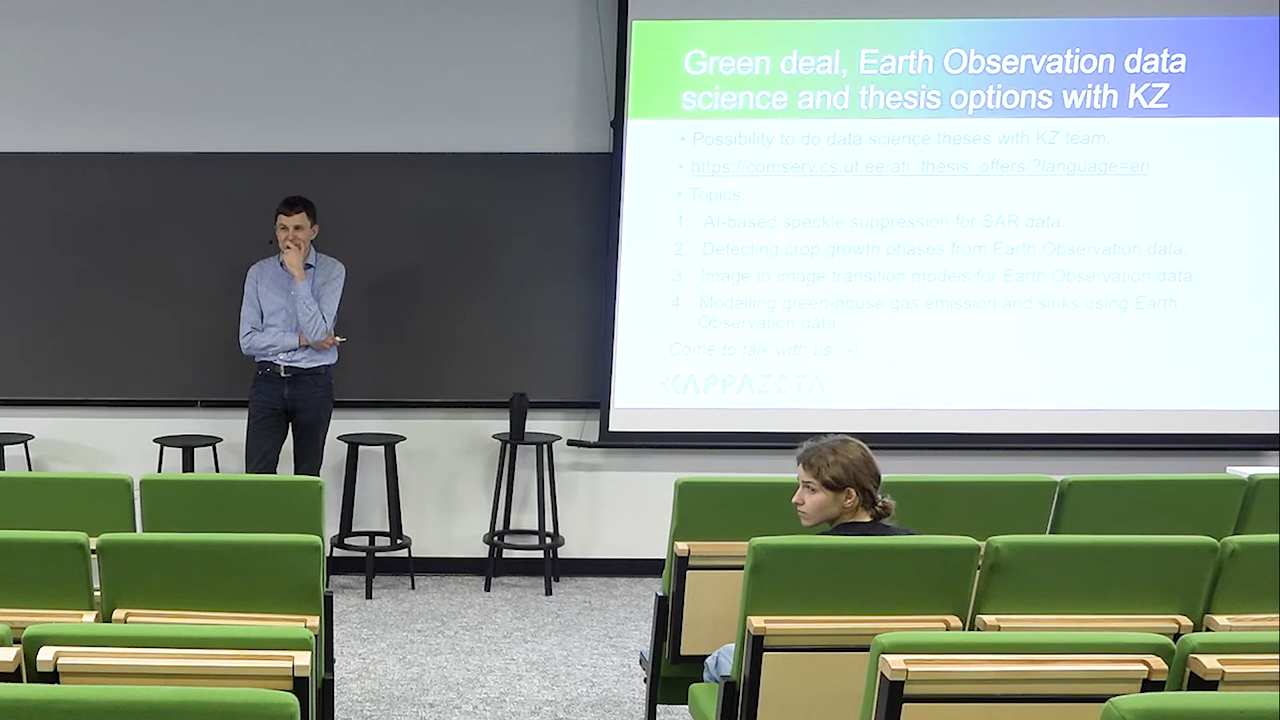 Green deal, Earth Observation data
science and thesis options with KZ
• Possibility to do data science theses with KZ team.
• https://comserv.cs.ut.ee/ati_thesis_offers/?language=en
• Topics:
1. AI-based speckle suppression for SAR data
2. Detecting crop growth phases from Earth Observation data.
3. Image to image transition models for Earth Observation data.
4. Modelling green-house gas emission and sinks using Earth
Observation data.
Come to talk with us :-)
KAPPAZETA